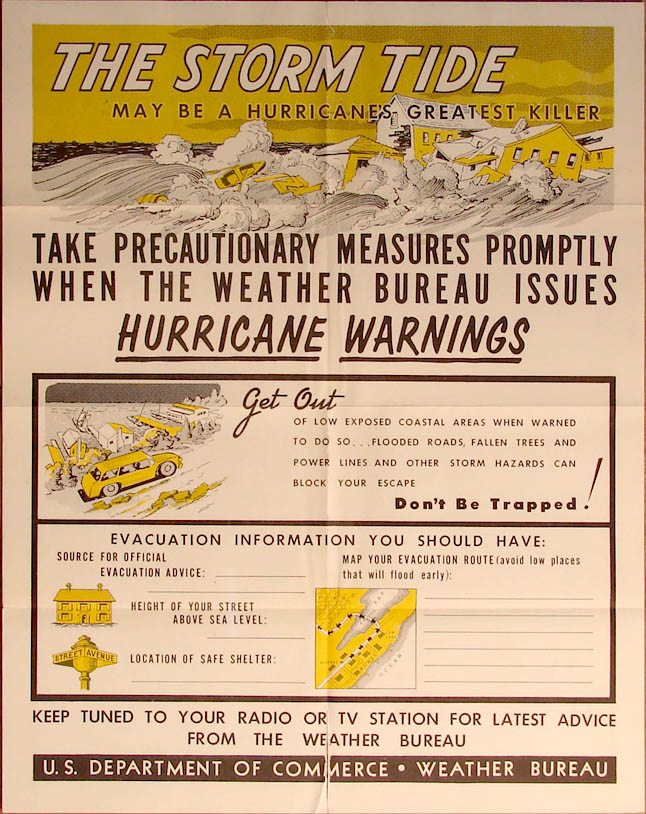 THE STORM TIDE
MAY BE A HURRICANE'S GREATEST KILLER
TAKE PRECAUTIONARY MEASURES PROMPTLY
WHEN THE WEATHER BUREAU ISSUES
HURRICANE WARNINGS
Get Out
OF LOW EXPOSED COASTAL AREAS WHEN WARNED
TO DO SO...FLOODED ROADS, FALLEN TREES AND
POWER LINES AND OTHER STORM HAZARDS CAN
BLOCK YOUR ESCAPE
Don't Be Trapped!
EVACUATION INFORMATION YOU SHOULD HAVE:
SOURCE FOR OFFICIAL
EVACUATION ADVICE:
HEIGHT OF YOUR STREET
ABOVE SEA LEVEL:
STREET AVENUE
LOCATION OF SAFE SHELTER:
MAP YOUR EVACUATION ROUTE (avoid low places
that will flood early):
BAY
OCEAN
KEEP TUNED TO YOUR RADIO OR TV STATION FOR LATEST ADVICE
FROM THE WEATHER BUREAU
U.S. DEPARTMENT OF COMMERCE • WEATHER BUREAU